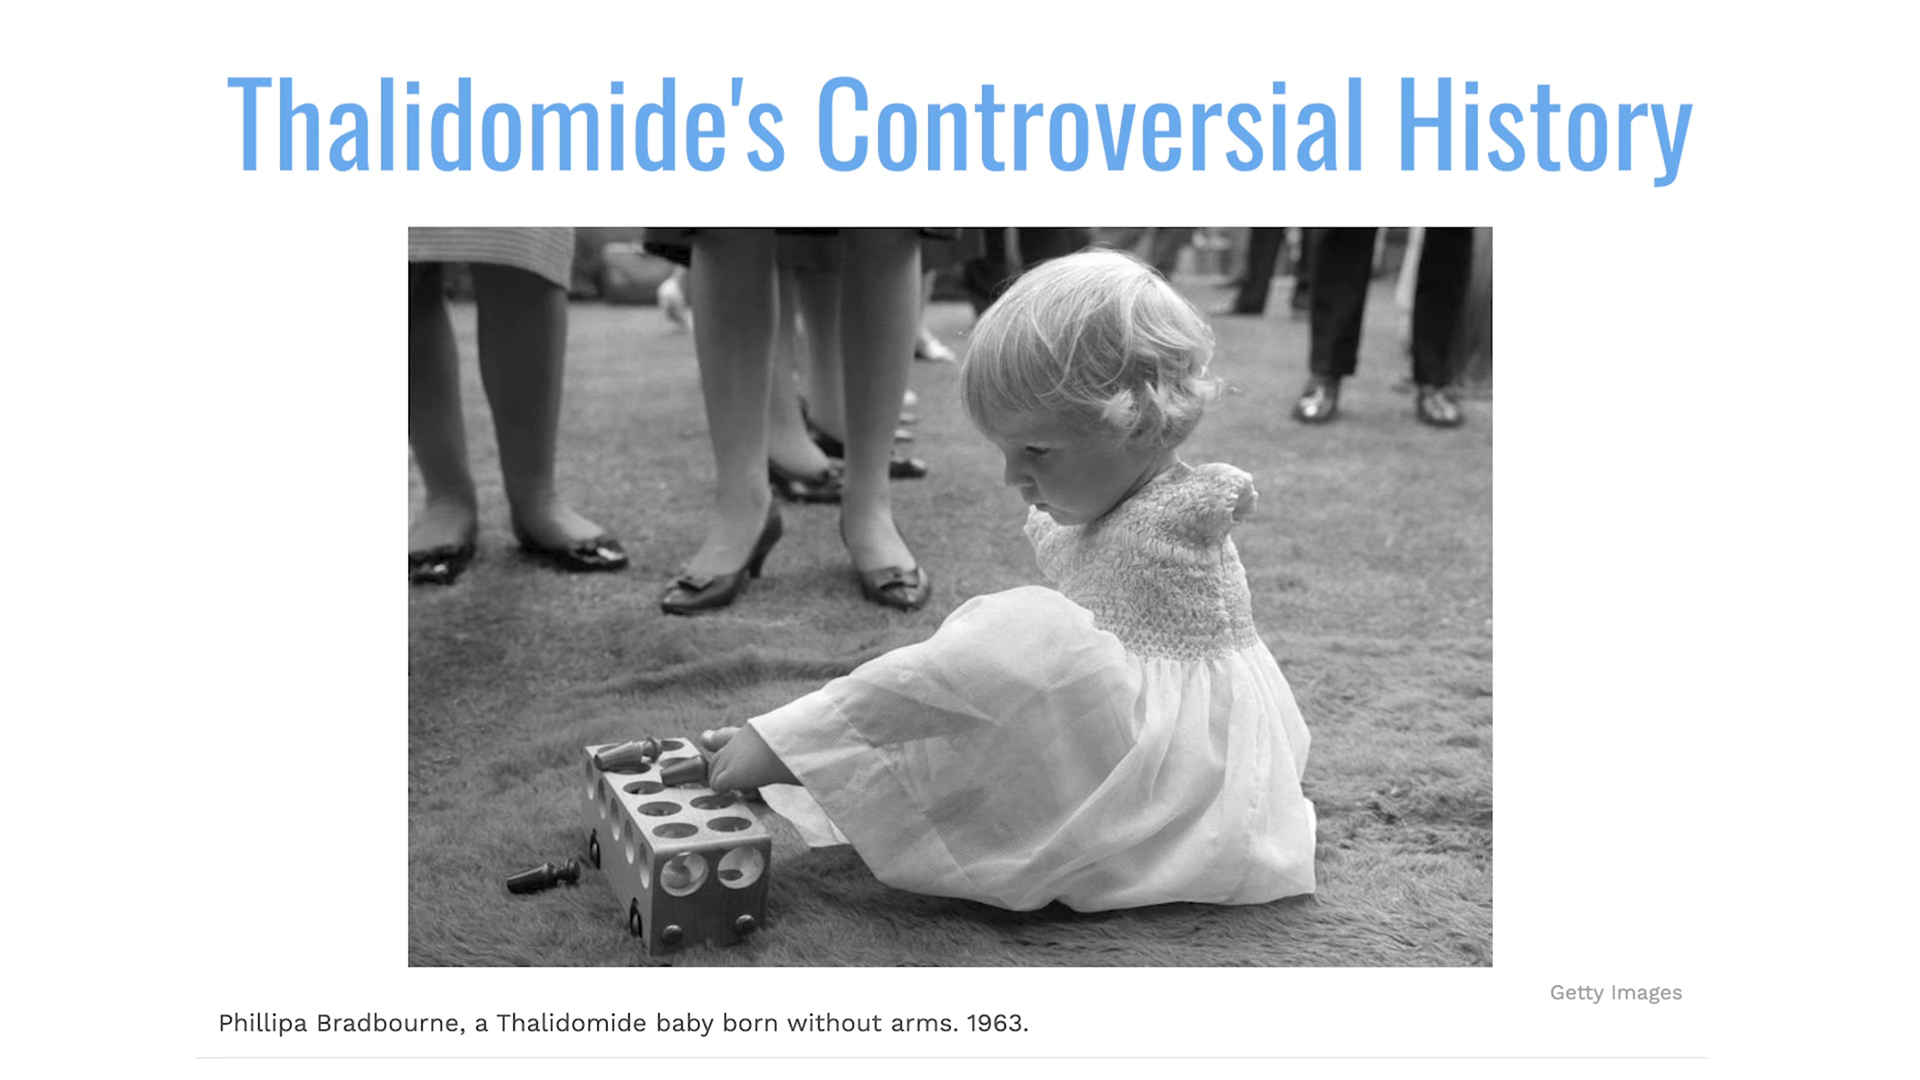 Thalidomide's Controversial History
Getty Images
Phillipa Bradbourne, a Thalidomide baby born without arms. 1963.